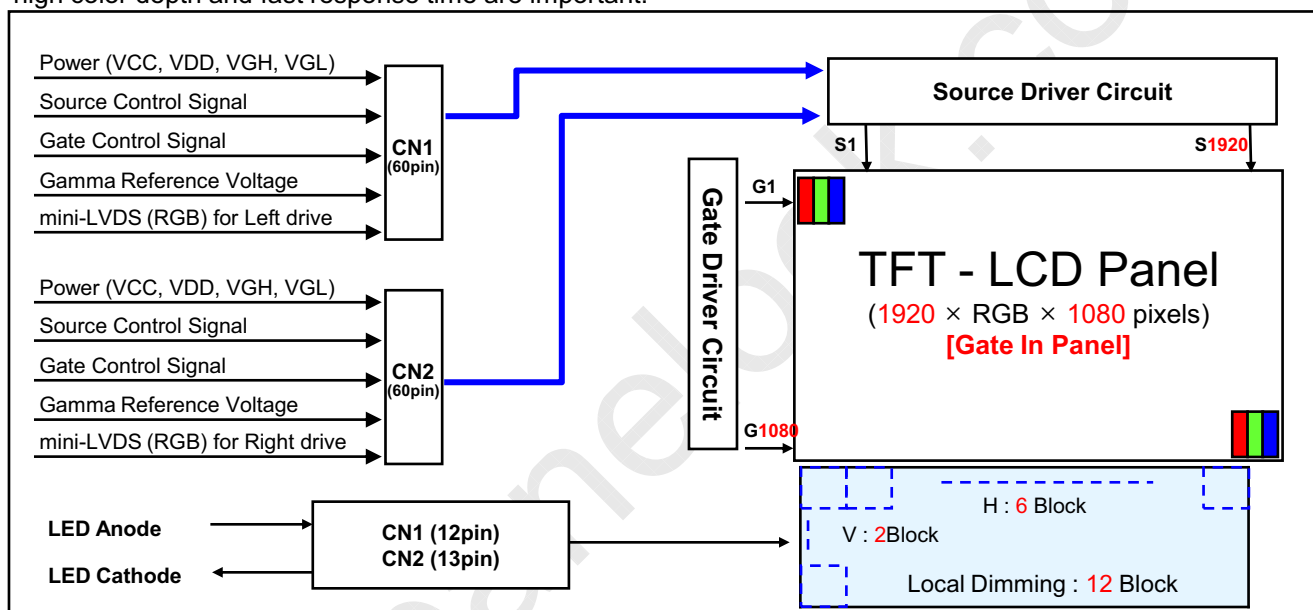 high color depth and fast response time are important.
Power (VCC, VDD, VGH, VGL)
Source Control Signal
Gate Control Signal
Gamma Reference Voltage
mini-LVDS (RGB) for Left drive
CN1
(60pin)
Power (VCC, VDD, VGH, VGL)
Source Control Signal
Gate Control Signal
Gamma Reference Voltage
mini-LVDS (RGB) for Right drive
CN2
(60pin)
Source Driver Circuit
S1
S1920
Gate Driver Circuit
G1
G1080
TFT - LCD Panel
(1920 × RGB × 1080 pixels)
[Gate In Panel]
LED Anode
LED Cathode
CN1 (12pin)
CN2 (13pin)
H : 6 Block
V : 2Block
Local Dimming : 12 Block